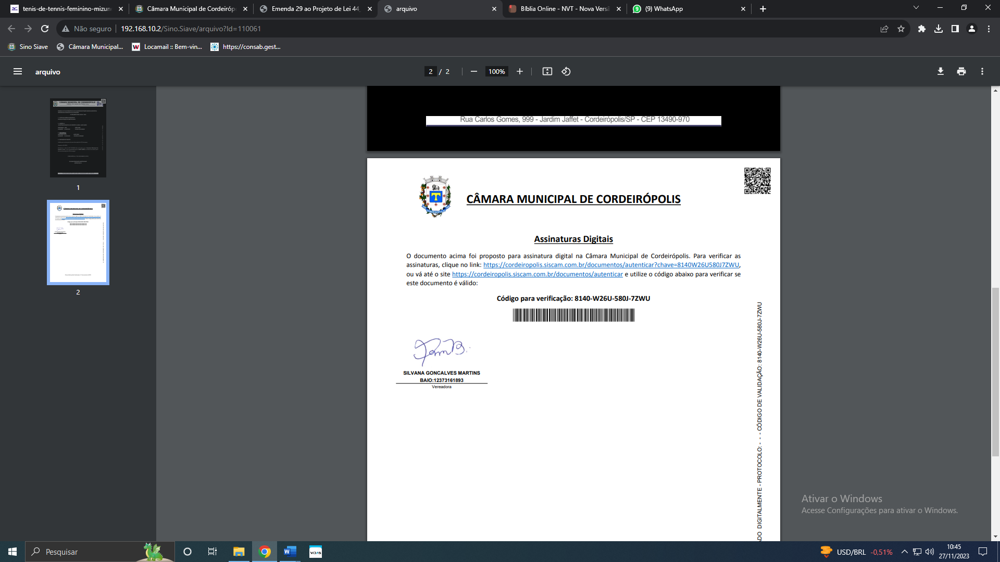 tenis-de-tennis-feminino-mizun
Câmara Municipal de Cordeiróp
Emenda 29 ao Projeto de Lei 44
arquivo
Bíblia Online - NVT - Nova Versã
(9) WhatsApp
Não seguro
192.168.10.2/Sino.Siave/arquivo?Id=110061
Sino Siave
Câmara Municipal...
Locamail :: Bem-vin...
https://consab.gest...
arquivo
2 / 2
100%
1
2
Rua Carlos Gomes, 999 - Jardim Jaffet - Cordeirópolis/SP - CEP 13490-970
CÂMARA MUNICIPAL DE CORDEIRÓPOLIS
Assinaturas Digitais
O documento acima foi proposto para assinatura digital na Câmara Municipal de Cordeirópolis. Para verificar as
assinaturas, clique no link: https://cordeiropolis.siscam.com.br/documentos/autenticar?chave=8140W26U580J7ZWU,
ou vá até o site https://cordeiropolis.siscam.com.br/documentos/autenticar e utilize o código abaixo para verificar se
este documento é válido:
Código para verificação: 8140-W26U-580J-7ZWU
SILVANA GONCALVES MARTINS
BAIO:12373161893
Vereadora
ADO DIGITALMENTE - PROTOCOLO: - - - CÓDIGO DE VALIDAÇÃO: 8140-W26U-580J-7ZWU
Ativar o Windows
Acesse Configurações para ativar o Windows.
Pesquisar
VIDAS
USD/BRL -0,51%
10:45
27/11/2023